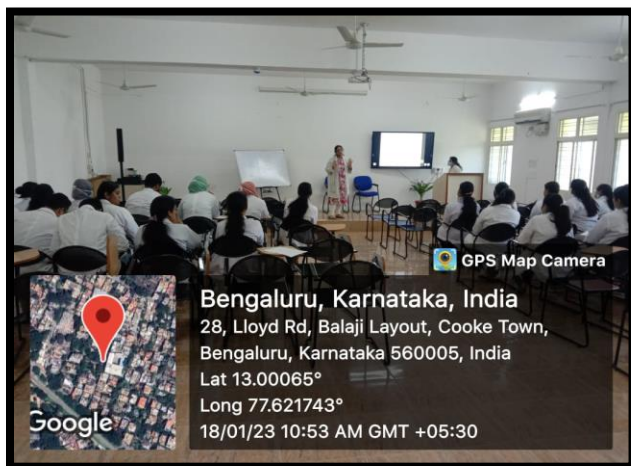 GPS Map Camera
Bengaluru, Karnataka, India
28, Lloyd Rd, Balaji Layout, Cooke Town,
Bengaluru, Karnataka 560005, India
Lat 13.00065°
Long 77.621743°
18/01/23 10:53 AM GMT +05:30
Google